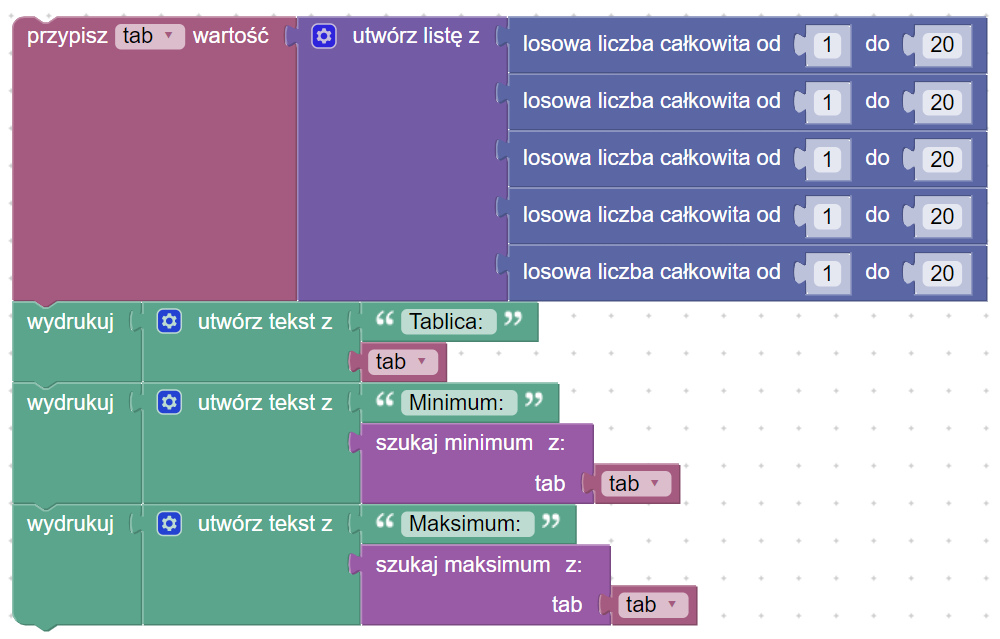 przypisz tab wartość utwórz listę z losowa liczba całkowita od 1 do 20
losowa liczba całkowita od 1 do 20
losowa liczba całkowita od 1 do 20
losowa liczba całkowita od 1 do 20
losowa liczba całkowita od 1 do 20
wydrukuj utwórz tekst z “ Tablica: ”
tab
wydrukuj utwórz tekst z “ Minimum: ”
szukaj minimum z:
tab tab
wydrukuj utwórz tekst z “ Maksimum: ”
szukaj maksimum z:
tab tab